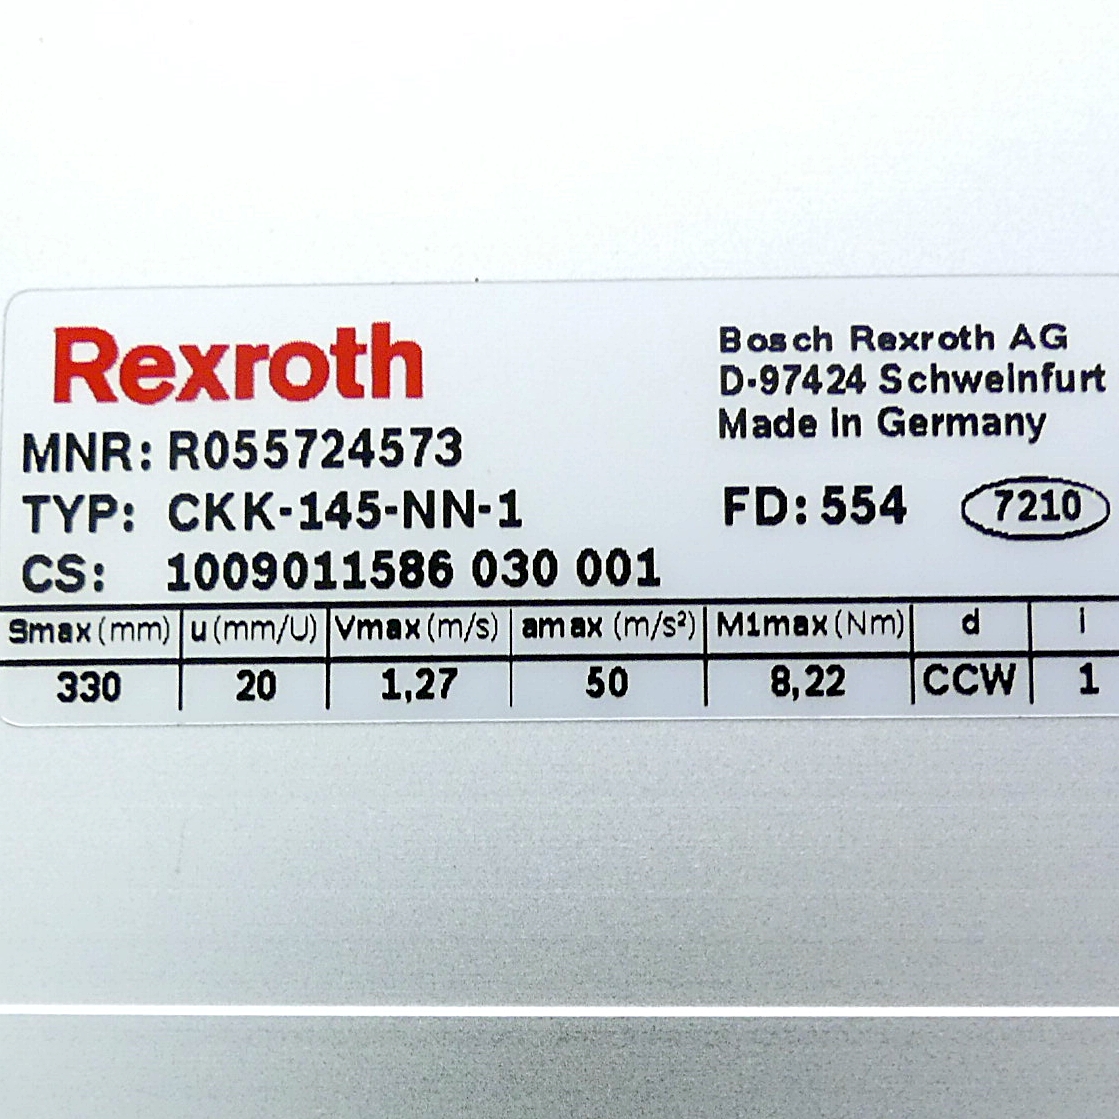 Rexroth
Bosch Rexroth AG
D-97424 Schweinfurt
Made in Germany
MNR: R055724573
TYP: CKK-145-NN-1
FD: 554 7210
CS: 1009011586 030 001
Smax (mm) u (mm/U) Vmax (m/s) amax (m/s²) M1max (Nm) d i
330 20 1,27 50 8,22 CCW 1